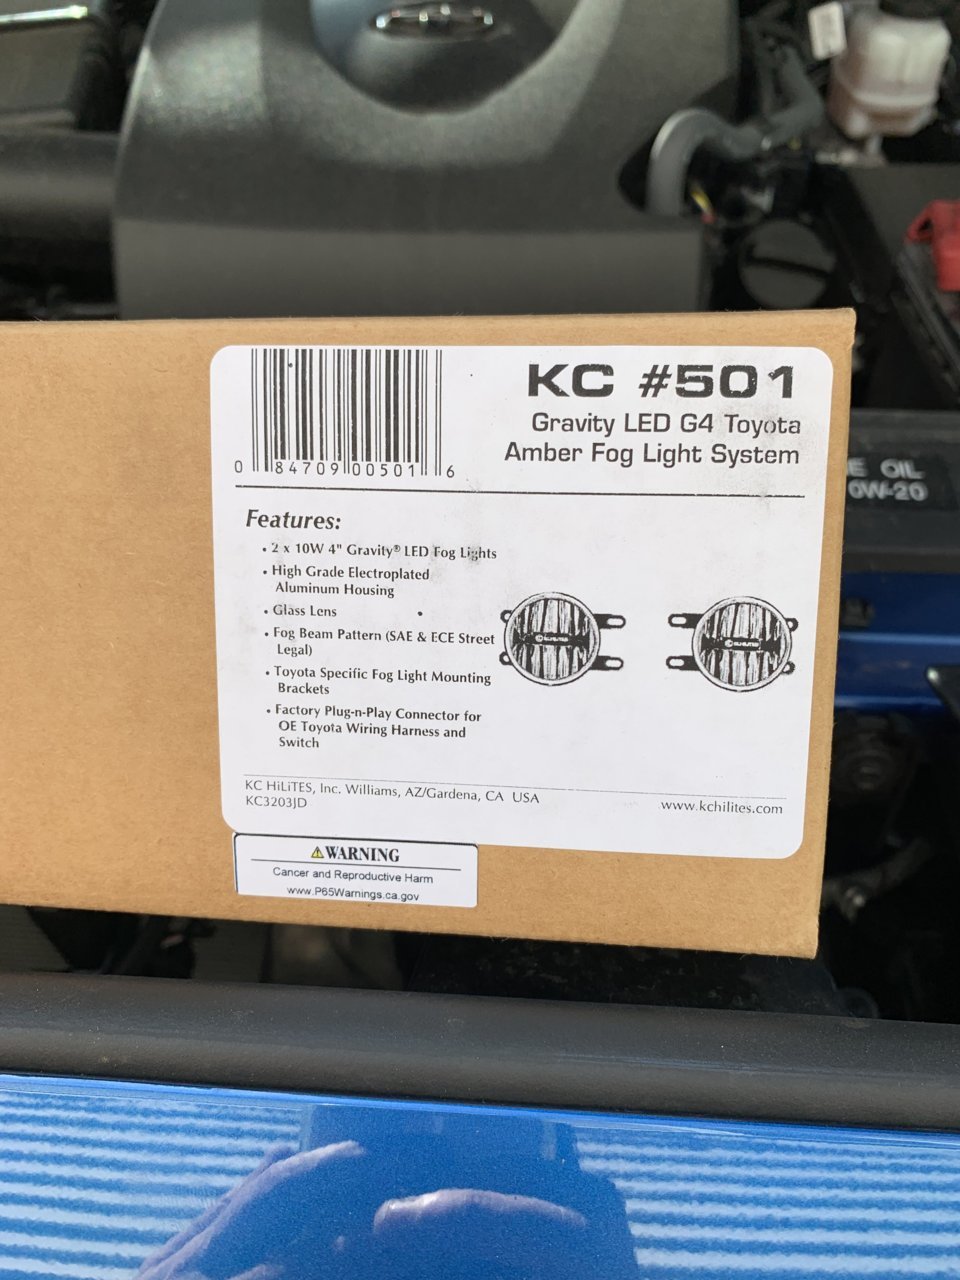 KC #501
Gravity LED G4 Toyota
Amber Fog Light System
0 84709 00501 6
Features:
• 2 x 10W 4" Gravity® LED Fog Lights
• High Grade Electroplated
Aluminum Housing
• Glass Lens
• Fog Beam Pattern (SAE & ECE Street
Legal)
• Toyota Specific Fog Light Mounting
Brackets
• Factory Plug-n-Play Connector for
OE Toyota Wiring Harness and
Switch
KC HiLiTES, Inc. Williams, AZ/Gardena, CA USA
KC3203JD
www.kchilites.com
WARNING
Cancer and Reproductive Harm
www.P65Warnings.ca.gov
OIL
0W-20